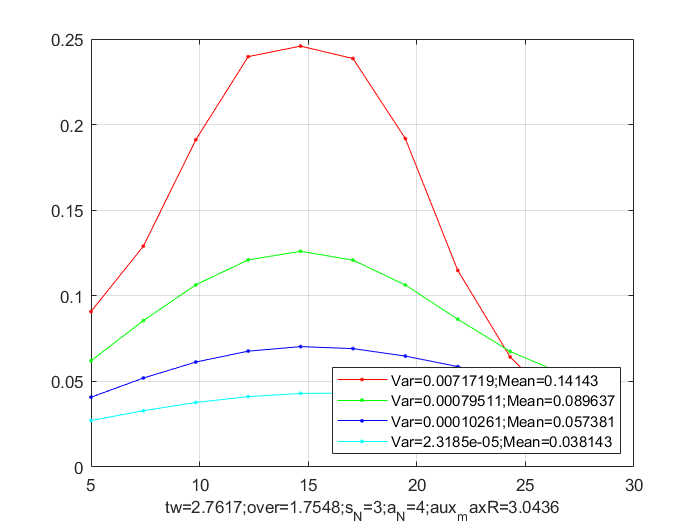 0.25
0.2
0.15
0.1
0.05
0
5
10
15
20
25
30
Var=0.0071719;Mean=0.14143
Var=0.00079511;Mean=0.089637
Var=0.00010261;Mean=0.057381
Var=2.3185e-05;Mean=0.038143
tw=2.7617;over=1.7548;sN=3;aN=4;auxmaxR=3.0436